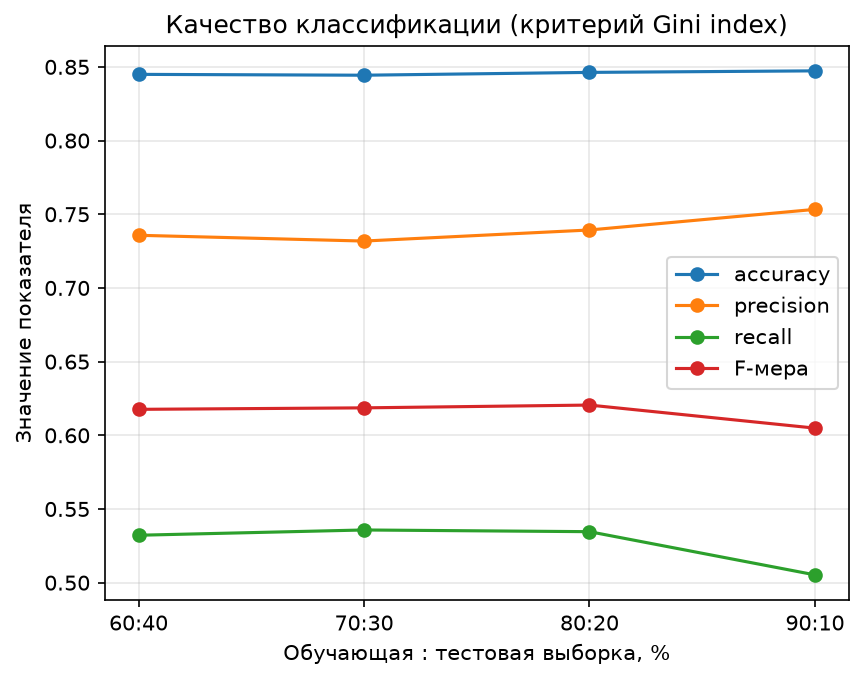 Качество классификации (критерий Gini index)
Значение показателя
0.85
0.80
0.75
0.70
0.65
0.60
0.55
0.50
accuracy
precision
recall
F-мера
60:40
70:30
80:20
90:10
Обучающая : тестовая выборка, %